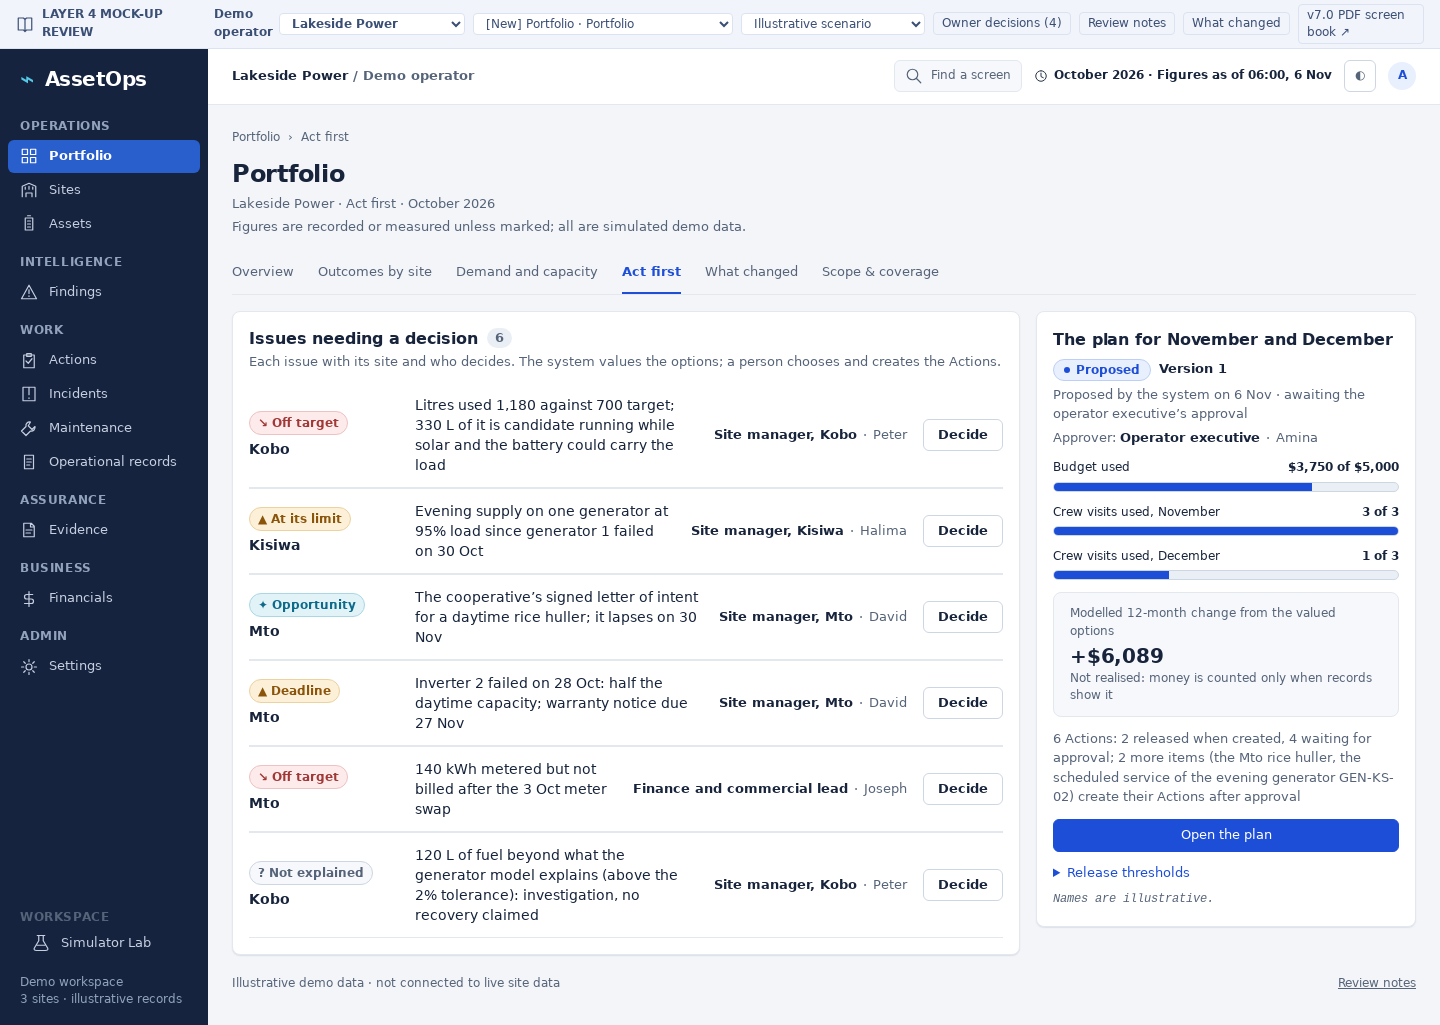 LAYER 4 MOCK-UP
REVIEW
Demo
operator
Lakeside Power
[New] Portfolio · Portfolio
Illustrative scenario
Owner decisions (4)
Review notes
What changed
v7.0 PDF screen
book ↗
AssetOps
OPERATIONS
Portfolio
Sites
Assets
INTELLIGENCE
Findings
WORK
Actions
Incidents
Maintenance
Operational records
ASSURANCE
Evidence
BUSINESS
Financials
ADMIN
Settings
WORKSPACE
Simulator Lab
Demo workspace
3 sites · illustrative records
Lakeside Power / Demo operator
Find a screen
October 2026 · Figures as of 06:00, 6 Nov
A
Portfolio › Act first
Portfolio
Lakeside Power · Act first · October 2026
Figures are recorded or measured unless marked; all are simulated demo data.
Overview
Outcomes by site
Demand and capacity
Act first
What changed
Scope & coverage
Issues needing a decision 6
Each issue with its site and who decides. The system values the options; a person chooses and creates the Actions.
↘ Off target
Kobo
Litres used 1,180 against 700 target;
330 L of it is candidate running while
solar and the battery could carry the
load
Site manager, Kobo · Peter
Decide
▲ At its limit
Kisiwa
Evening supply on one generator at
95% load since generator 1 failed
on 30 Oct
Site manager, Kisiwa · Halima
Decide
✦ Opportunity
Mto
The cooperative’s signed letter of intent
for a daytime rice huller; it lapses on 30
Nov
Site manager, Mto · David
Decide
▲ Deadline
Mto
Inverter 2 failed on 28 Oct: half the
daytime capacity; warranty notice due
27 Nov
Site manager, Mto · David
Decide
↘ Off target
Mto
140 kWh metered but not
billed after the 3 Oct meter
swap
Finance and commercial lead · Joseph
Decide
? Not explained
Kobo
120 L of fuel beyond what the
generator model explains (above the
2% tolerance): investigation, no
recovery claimed
Site manager, Kobo · Peter
Decide
The plan for November and December
● Proposed Version 1
Proposed by the system on 6 Nov · awaiting the
operator executive’s approval
Approver: Operator executive · Amina
Budget used $3,750 of $5,000
Crew visits used, November 3 of 3
Crew visits used, December 1 of 3
Modelled 12-month change from the valued
options
+$6,089
Not realised: money is counted only when records
show it
6 Actions: 2 released when created, 4 waiting for
approval; 2 more items (the Mto rice huller, the
scheduled service of the evening generator GEN-KS-
02) create their Actions after approval
Open the plan
▶ Release thresholds
Names are illustrative.
Illustrative demo data · not connected to live site data
Review notes